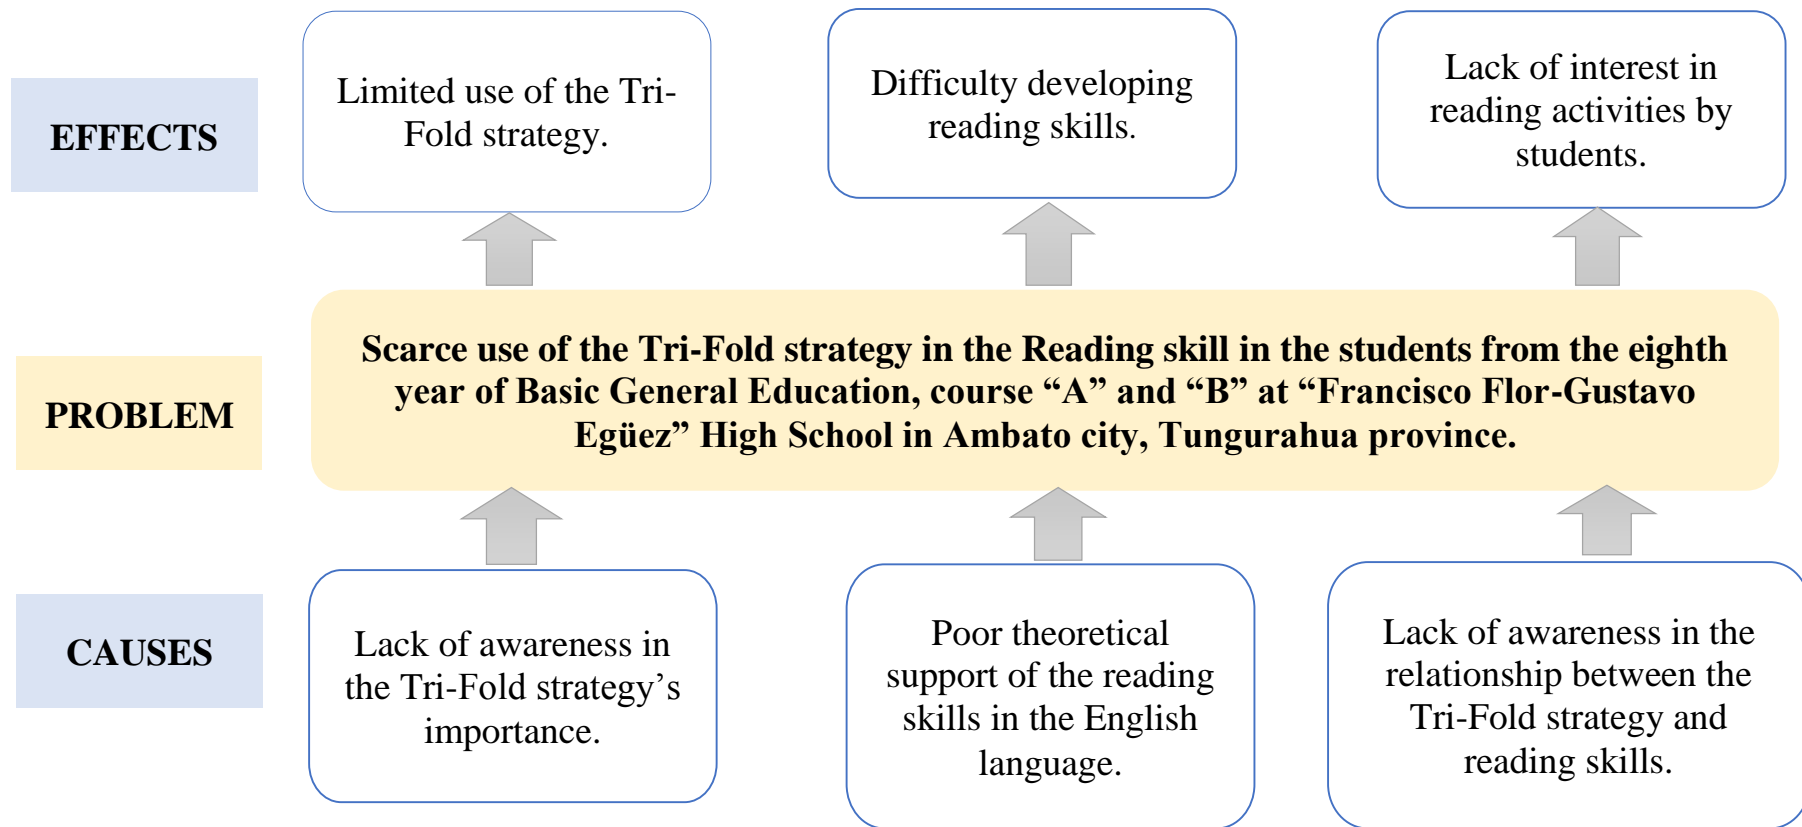 EFFECTS
Limited use of the Tri-
Fold strategy.
Difficulty developing
reading skills.
Lack of interest in
reading activities by
students.
PROBLEM
Scarce use of the Tri-Fold strategy in the Reading skill in the students from the eighth
year of Basic General Education, course “A” and “B” at “Francisco Flor-Gustavo
Egüez” High School in Ambato city, Tungurahua province.
CAUSES
Lack of awareness in
the Tri-Fold strategy’s
importance.
Poor theoretical
support of the reading
skills in the English
language.
Lack of awareness in the
relationship between the
Tri-Fold strategy and
reading skills.